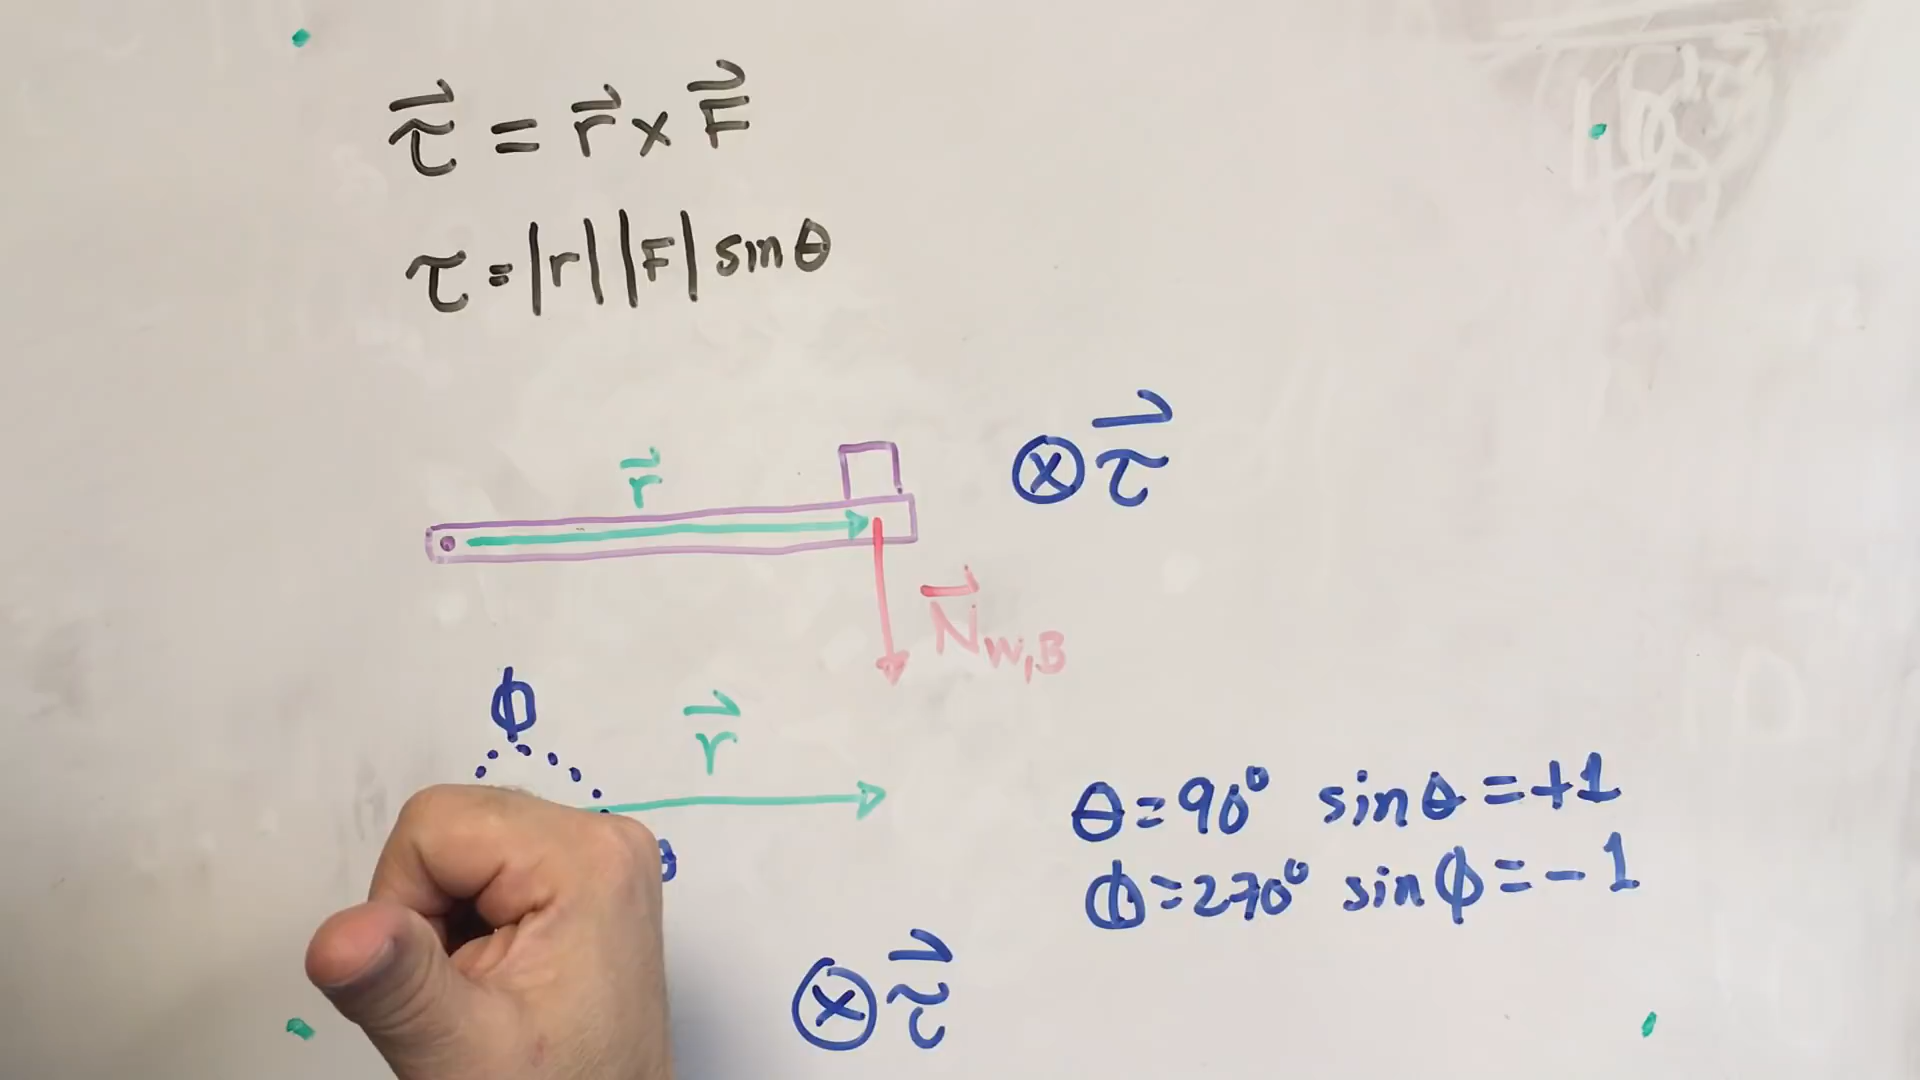 τ⃗ = r⃗ × F⃗
τ = |r| |F| sin θ
r⃗
⊗ τ⃗
N⃗ W,B
ϕ
r⃗
θ = 90° sin θ = +1
ϕ = 270° sin ϕ = -1
⊗ τ⃗